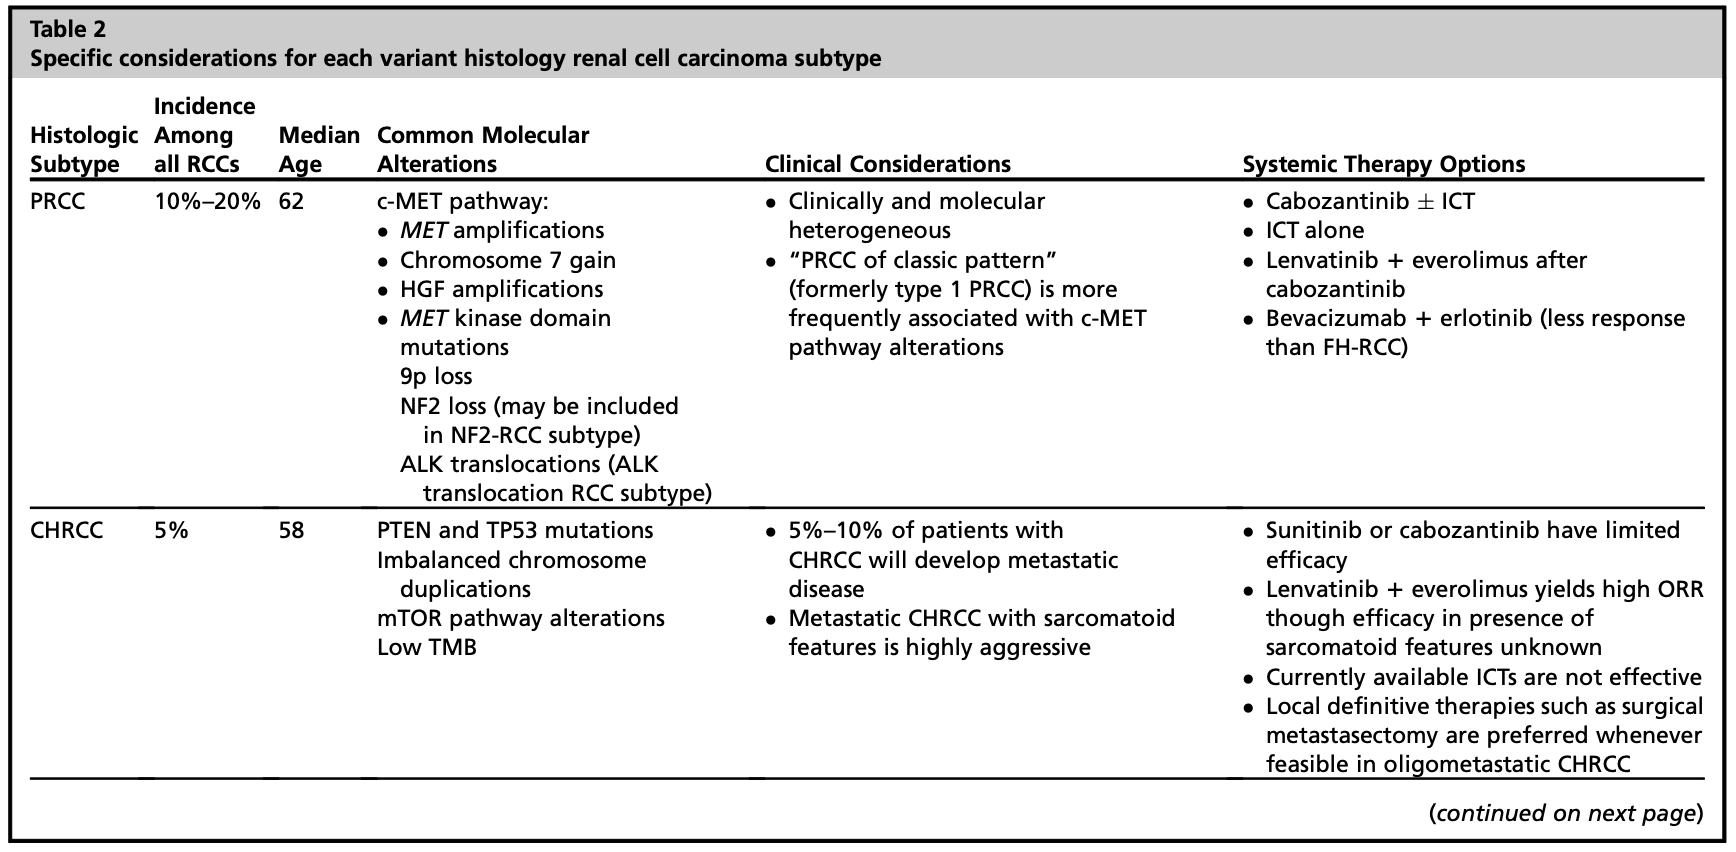 Table 2
Specific considerations for each variant histology renal cell carcinoma subtype
Histologic Subtype
Incidence Among all RCCs
Median Age
Common Molecular Alterations
Clinical Considerations
Systemic Therapy Options
PRCC
10%–20%
62
c-MET pathway:
• MET amplifications
• Chromosome 7 gain
• HGF amplifications
• MET kinase domain
mutations
9p loss
NF2 loss (may be included
in NF2-RCC subtype)
ALK translocations (ALK
translocation RCC subtype)
• Clinically and molecular
heterogeneous
• “PRCC of classic pattern”
(formerly type 1 PRCC) is more
frequently associated with c-MET
pathway alterations
• Cabozantinib ± ICT
• ICT alone
• Lenvatinib + everolimus after
cabozantinib
• Bevacizumab + erlotinib (less response
than FH-RCC)
CHRCC
5%
58
PTEN and TP53 mutations
Imbalanced chromosome
duplications
mTOR pathway alterations
Low TMB
• 5%–10% of patients with
CHRCC will develop metastatic
disease
• Metastatic CHRCC with sarcomatoid
features is highly aggressive
• Sunitinib or cabozantinib have limited
efficacy
• Lenvatinib + everolimus yields high ORR
though efficacy in presence of
sarcomatoid features unknown
• Currently available ICTs are not effective
• Local definitive therapies such as surgical
metastasectomy are preferred whenever
feasible in oligometastatic CHRCC
(continued on next page)